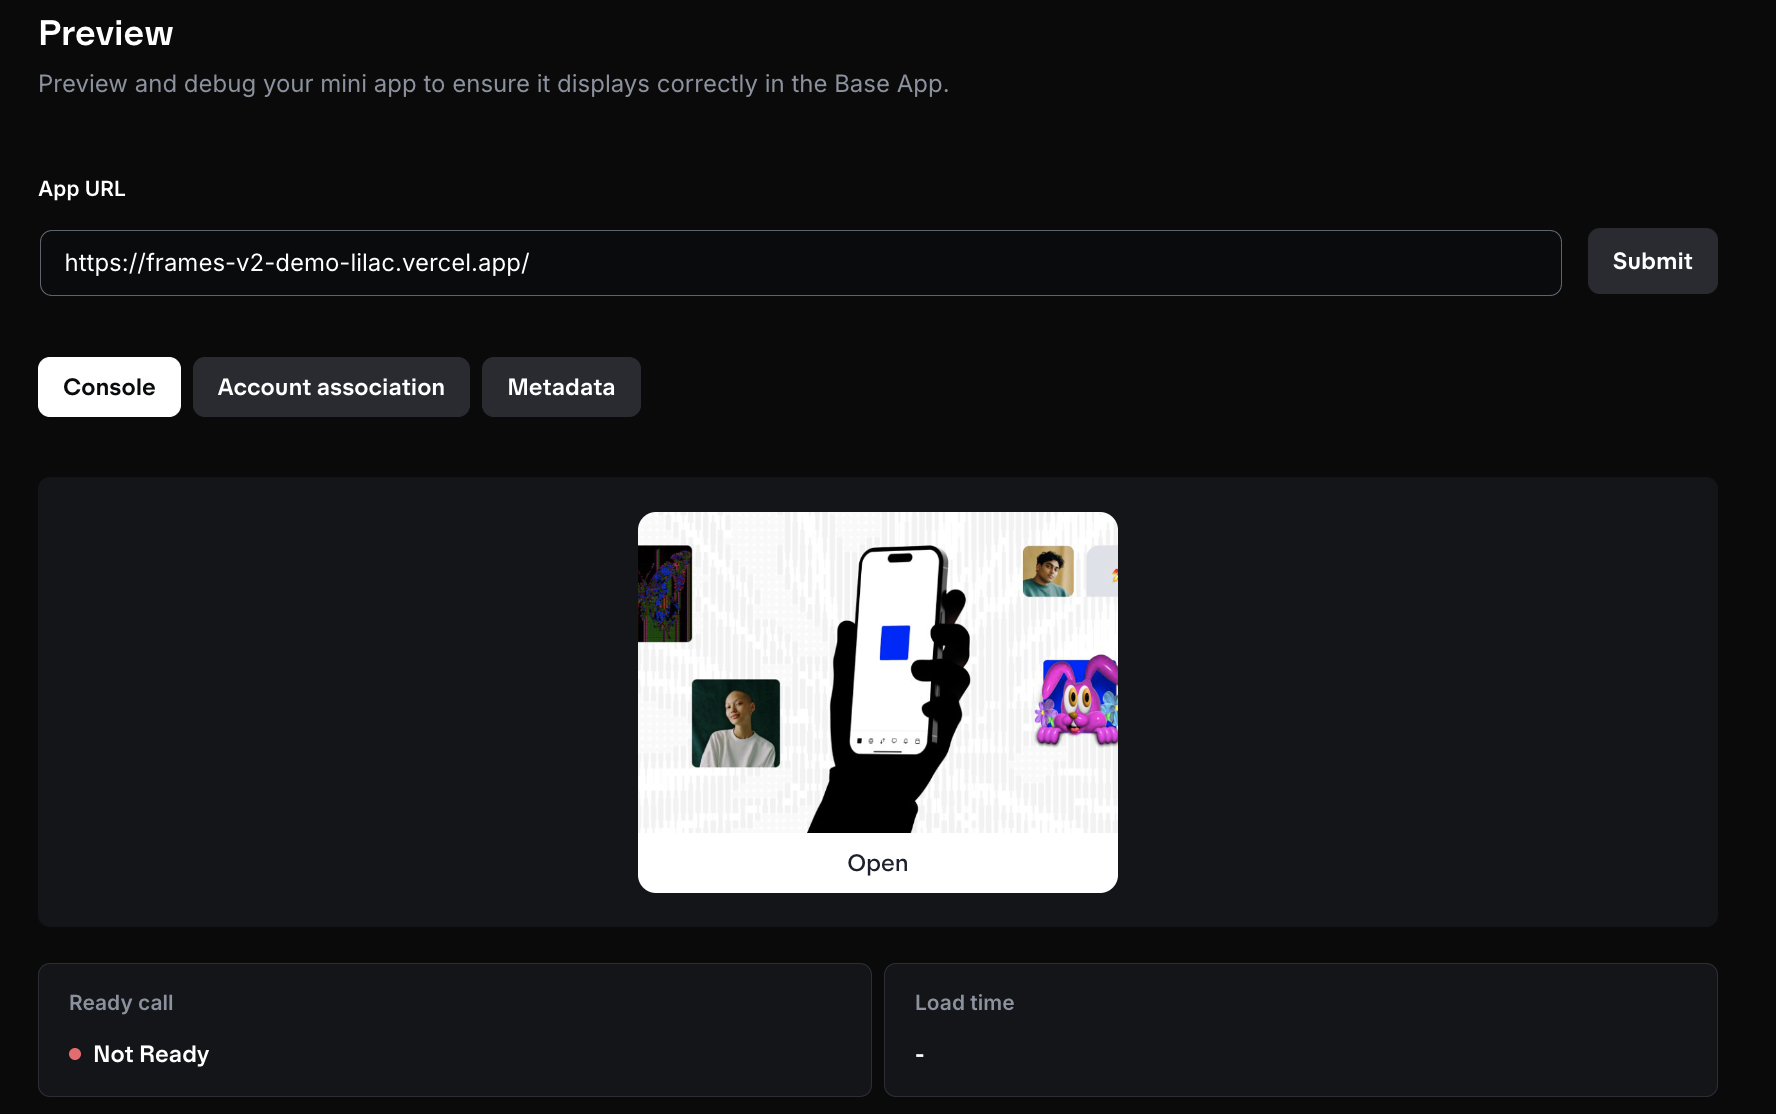 Preview
Preview and debug your mini app to ensure it displays correctly in the Base App.
App URL
https://frames-v2-demo-lilac.vercel.app/
Submit
Console
Account association
Metadata
Open
Ready call
Not Ready
Load time
-